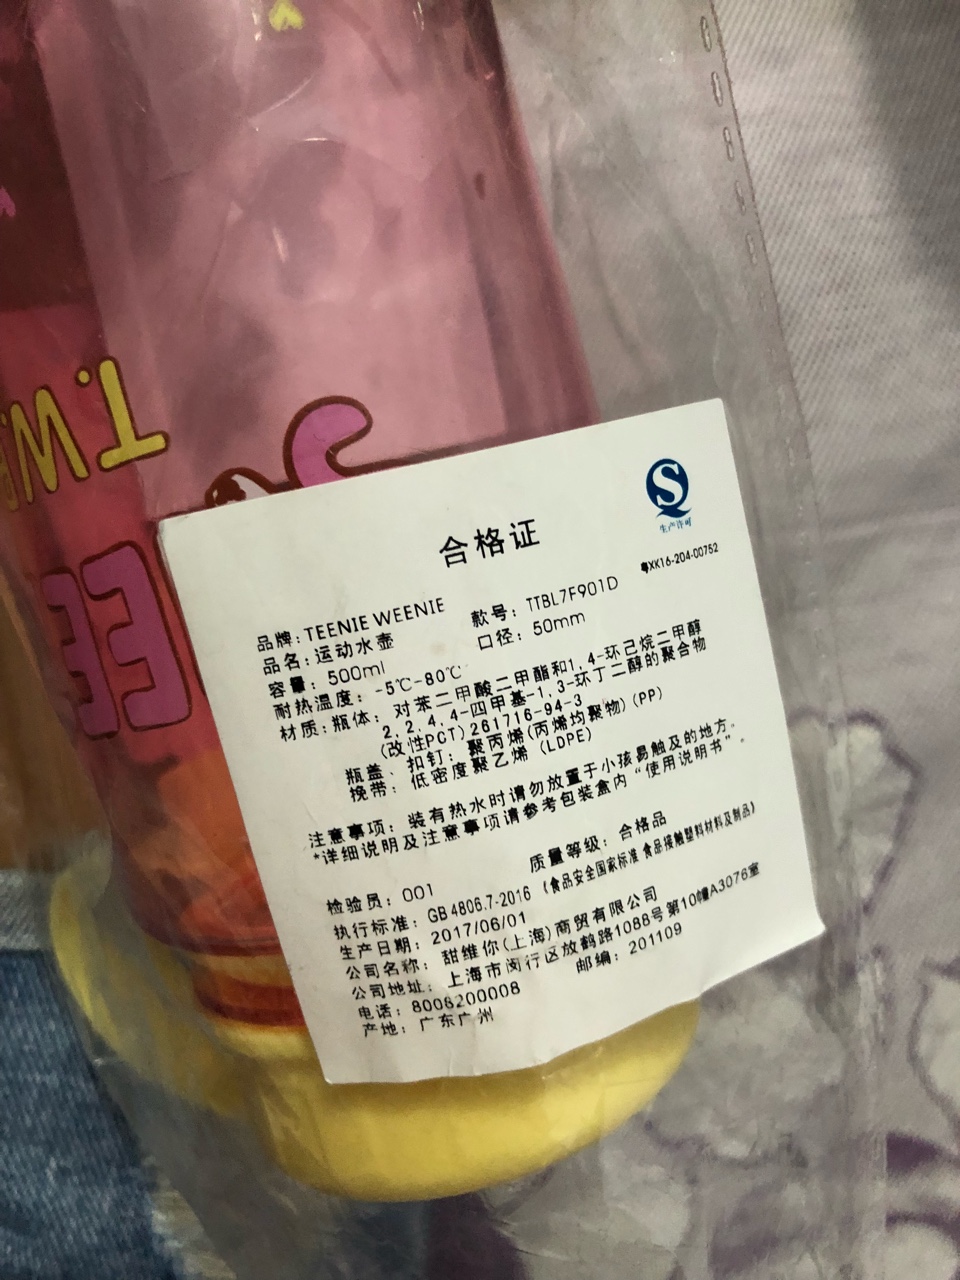 T.W
EE
S
生产许可
粤XK16-204-00752
合格证
品牌: TEENIE WEENIE 款号: TTBL7F901D
品名: 运动水壶 口径: 50mm
容量: 500ml
耐热温度: -5℃-80℃
材质: 瓶体: 对苯二甲酸二甲酯和1,4-环己烷二甲醇
2,2,4,4-四甲基-1,3-环丁二醇的聚合物
(改性PCT)261716-94-3
瓶盖、扣钉: 聚丙烯(丙烯均聚物)(PP)
挽带: 低密度聚乙烯 (LDPE)
注意事项: 装有热水时请勿放置于小孩易触及的地方。
*详细说明及注意事项请参考包装盒内“使用说明书”。
检验员: 001 质量等级: 合格品
执行标准: GB 4806.7-2016 (食品安全国家标准 食品接触塑料材料及制品)
生产日期: 2017/06/01
公司名称: 甜维你(上海)商贸有限公司
公司地址: 上海市闵行区放鹤路1088号第10幢A3076室
电话: 8008200008 邮编: 201109
产地: 广东广州